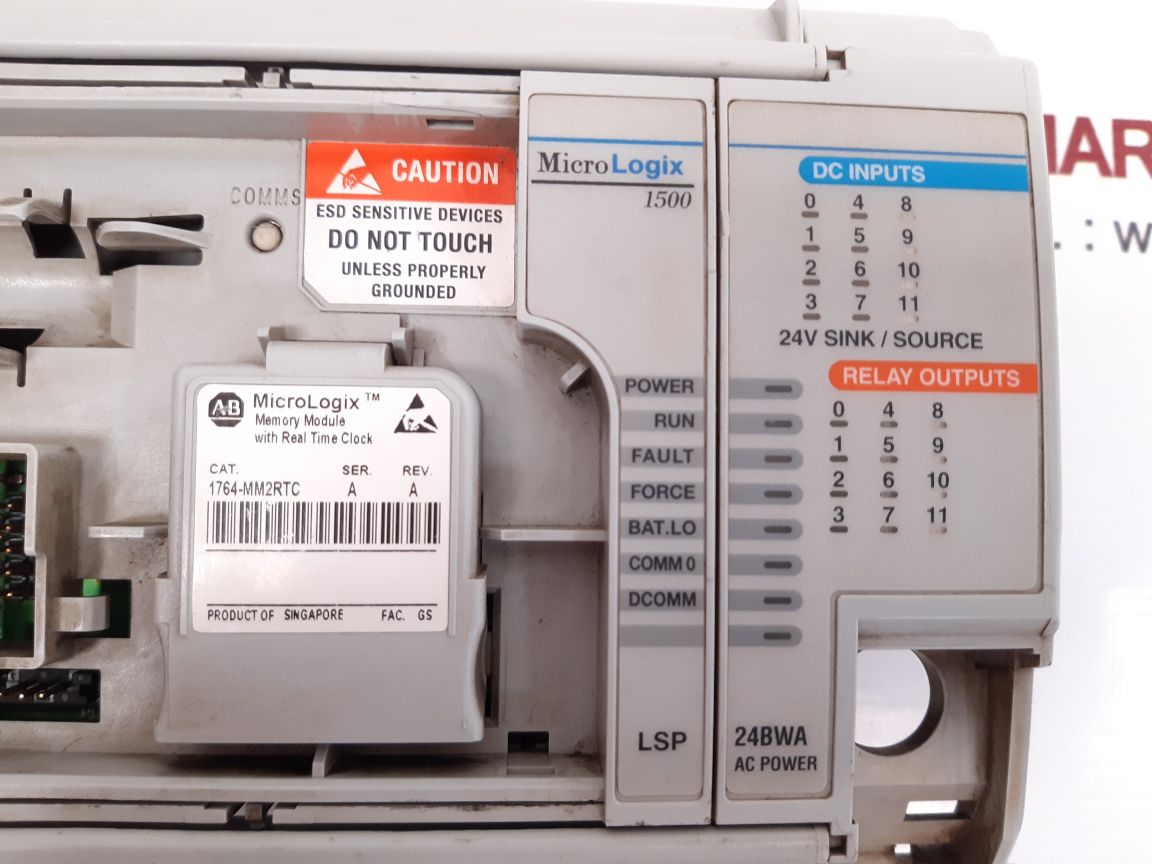 COMMS
CAUTION
ESD SENSITIVE DEVICES
DO NOT TOUCH
UNLESS PROPERLY
GROUNDED
A-B
MicroLogix™
Memory Module
with Real Time Clock
CAT. SER. REV.
1764-MM2RTC A A
PRODUCT OF SINGAPORE FAC. GS
MicroLogix
1500
POWER
RUN
FAULT
FORCE
BAT.LO
COMM 0
DCOMM
LSP
DC INPUTS
0 4 8
1 5 9
2 6 10
3 7 11
24V SINK / SOURCE
RELAY OUTPUTS
0 4 8
1 5 9
2 6 10
3 7 11
24BWA
AC POWER